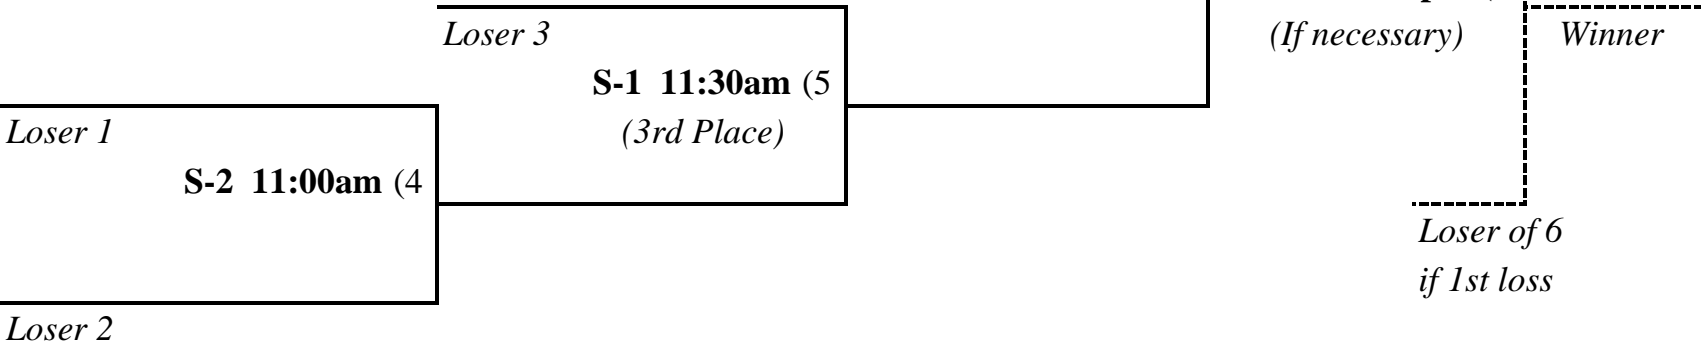 Loser 3
(If necessary)
Winner
S-1 11:30am (5
Loser 1
(3rd Place)
S-2 11:00am (4
Loser of 6
if 1st loss
Loser 2